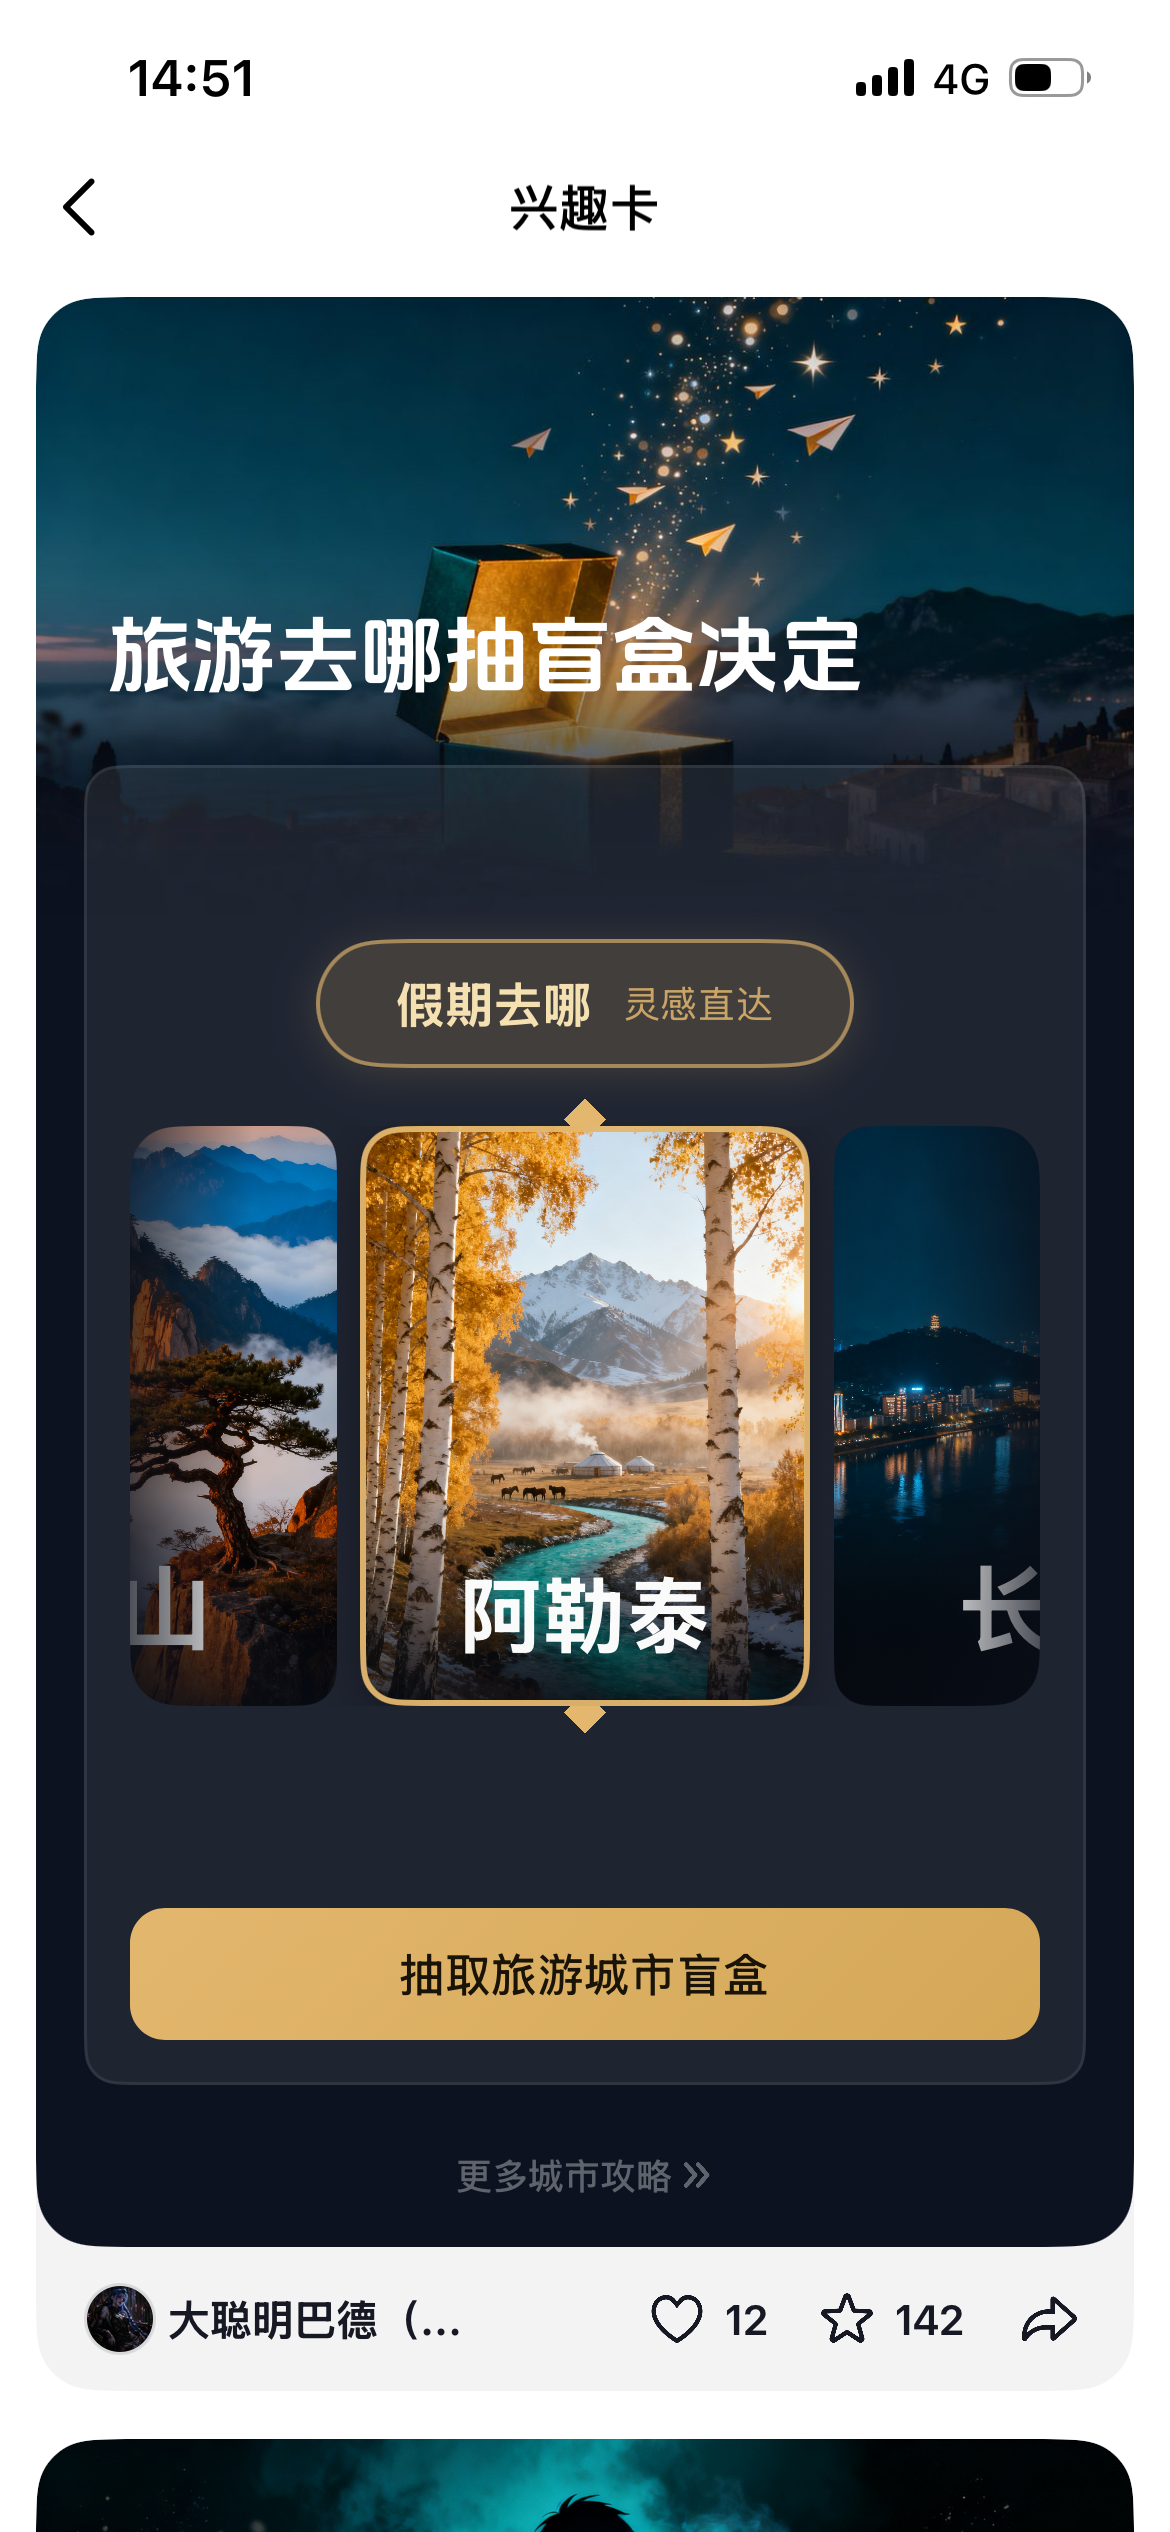 14:51
4G
兴趣卡
旅游去哪抽盲盒决定
假期去哪 灵感直达
山
阿勒泰
长
抽取旅游城市盲盒
更多城市攻略
大聪明巴德（...
12
142